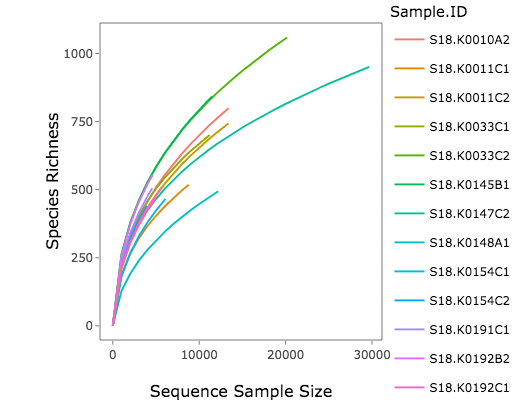 Sample.ID
S18.K0010A2
S18.K0011C1
S18.K0011C2
S18.K0033C1
S18.K0033C2
S18.K0145B1
S18.K0147C2
S18.K0148A1
S18.K0154C1
S18.K0154C2
S18.K0191C1
S18.K0192B2
S18.K0192C1
Species Richness
1000
750
500
250
0
0
10000
20000
30000
Sequence Sample Size